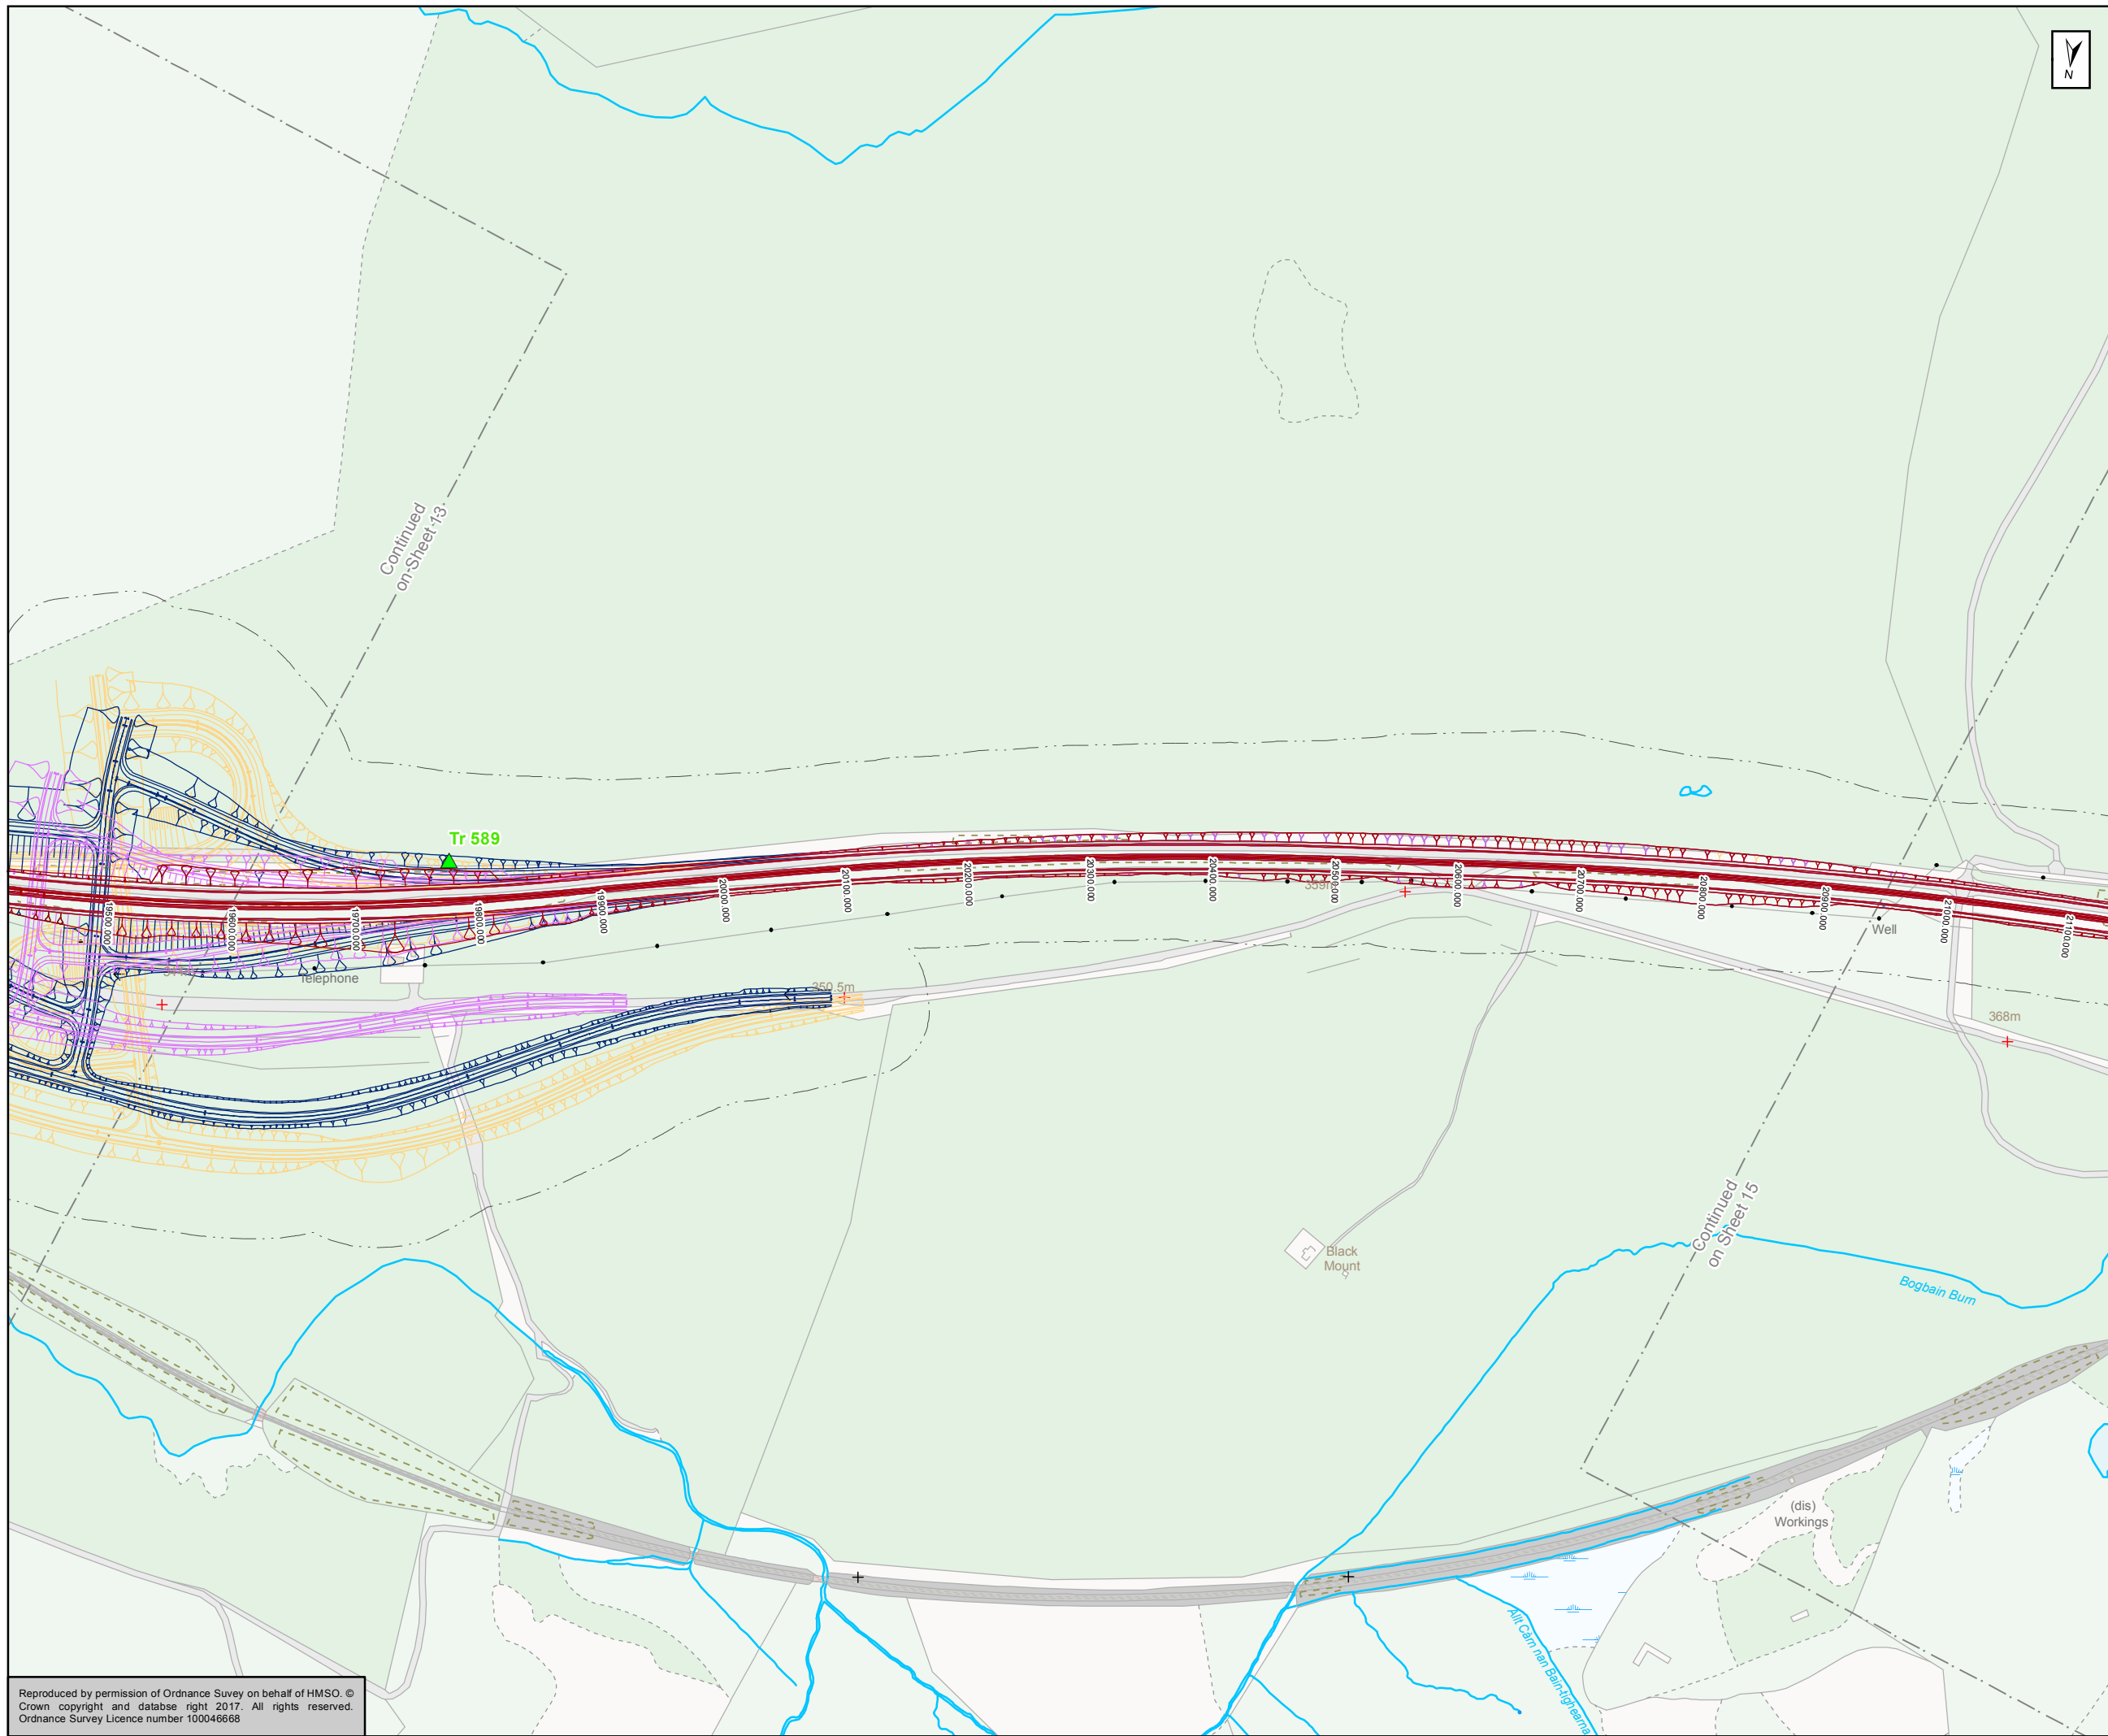 N
Continued
on Sheet 13
Tr 589
19500.000
19600.000
19700.000
19800.000
19900.000
20000.000
20100.000
20200.000
20300.000
20400.000
20500.000
20600.000
20700.000
20800.000
20900.000
21000.000
21100.000
359m
Well
Telephone
350.5m
368m
Continued
on Sheet 15
Black
Mount
Bogbain Burn
(dis)
Workings
Allt Càrn nan Bain-tighearna
Reproduced by permission of Ordnance Suvey on behalf of HMSO. ©
Crown copyright and databse right 2017. All rights reserved.
Ordnance Survey Licence number 100046668